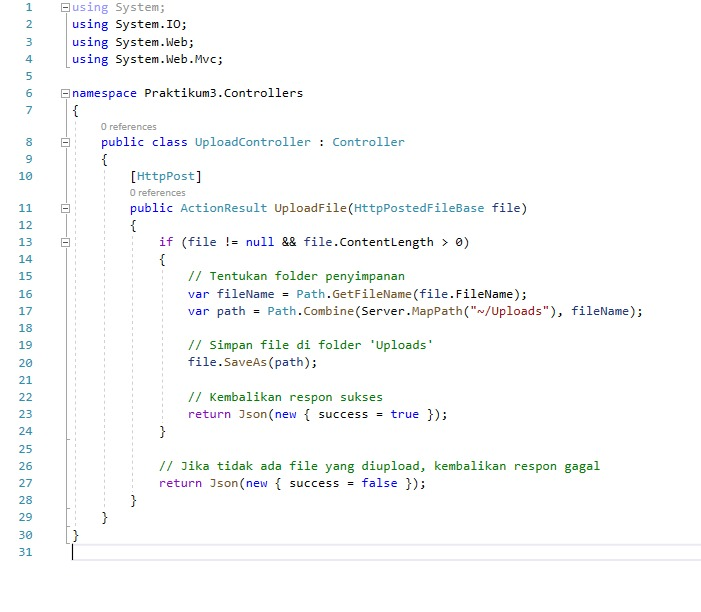 1 using System;
2 using System.IO;
3 using System.Web;
4 using System.Web.Mvc;
5
6 namespace Praktikum3.Controllers
7 {
0 references
8 public class UploadController : Controller
9 {
10 [HttpPost]
0 references
11 public ActionResult UploadFile(HttpPostedFileBase file)
12 {
13 if (file != null && file.ContentLength > 0)
14 {
15 // Tentukan folder penyimpanan
16 var fileName = Path.GetFileName(file.FileName);
17 var path = Path.Combine(Server.MapPath("~/Uploads"), fileName);
18
19 // Simpan file di folder 'Uploads'
20 file.SaveAs(path);
21
22 // Kembalikan respon sukses
23 return Json(new { success = true });
24 }
25
26 // Jika tidak ada file yang diupload, kembalikan respon gagal
27 return Json(new { success = false });
28 }
29 }
30 }
31